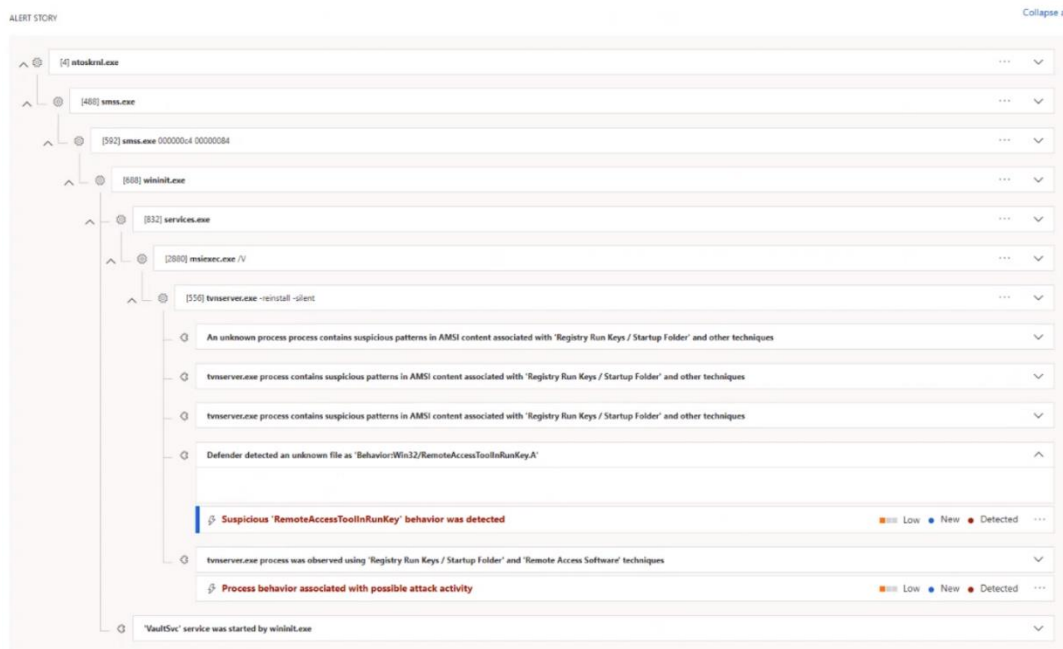 ALERT STORY
Collapse
[4] ntoskrnl.exe
[488] smss.exe
[592] smss.exe 000000c4 00000084
[688] wininit.exe
[832] services.exe
[2880] msiexec.exe /V
[556] tvnserver.exe -reinstall -silent
An unknown process process contains suspicious patterns in AMSI content associated with 'Registry Run Keys / Startup Folder' and other techniques
tvnserver.exe process contains suspicious patterns in AMSI content associated with 'Registry Run Keys / Startup Folder' and other techniques
tvnserver.exe process contains suspicious patterns in AMSI content associated with 'Registry Run Keys / Startup Folder' and other techniques
Defender detected an unknown file as 'Behavior:Win32/RemoteAccessToolInRunKey.A'
Suspicious 'RemoteAccessToolInRunKey' behavior was detected Low New Detected
tvnserver.exe process was observed using 'Registry Run Keys / Startup Folder' and 'Remote Access Software' techniques
Process behavior associated with possible attack activity Low New Detected
'VaultSvc' service was started by wininit.exe